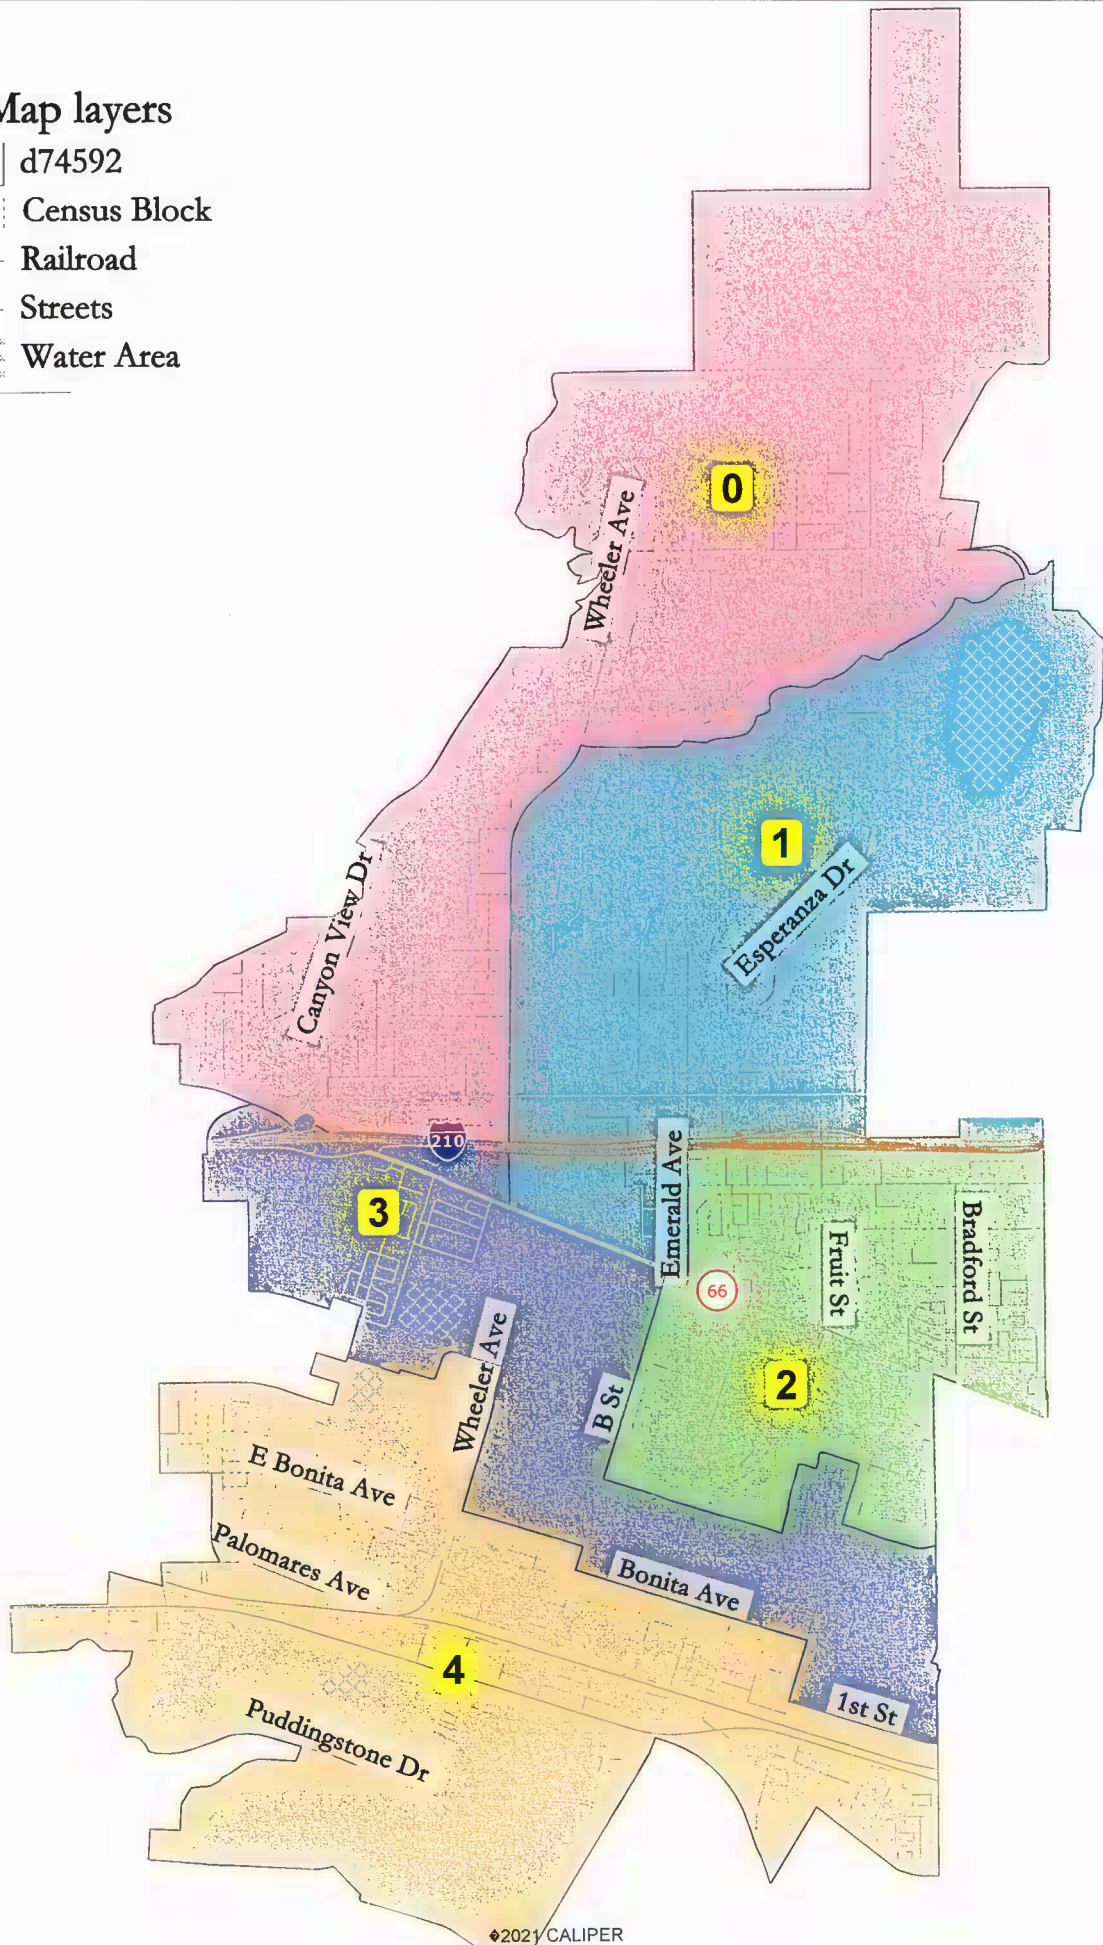 Map layers
d74592
Census Block
Railroad
Streets
Water Area
0
Wheeler Ave
1
Esperanza Dr
Canyon View Dr
210
Emerald Ave
3
Fruit St
Bradford St
66
Wheeler Ave
B St
2
E Bonita Ave
Palomares Ave
Bonita Ave
4
1st St
Puddingstone Dr
�2021 CALIPER